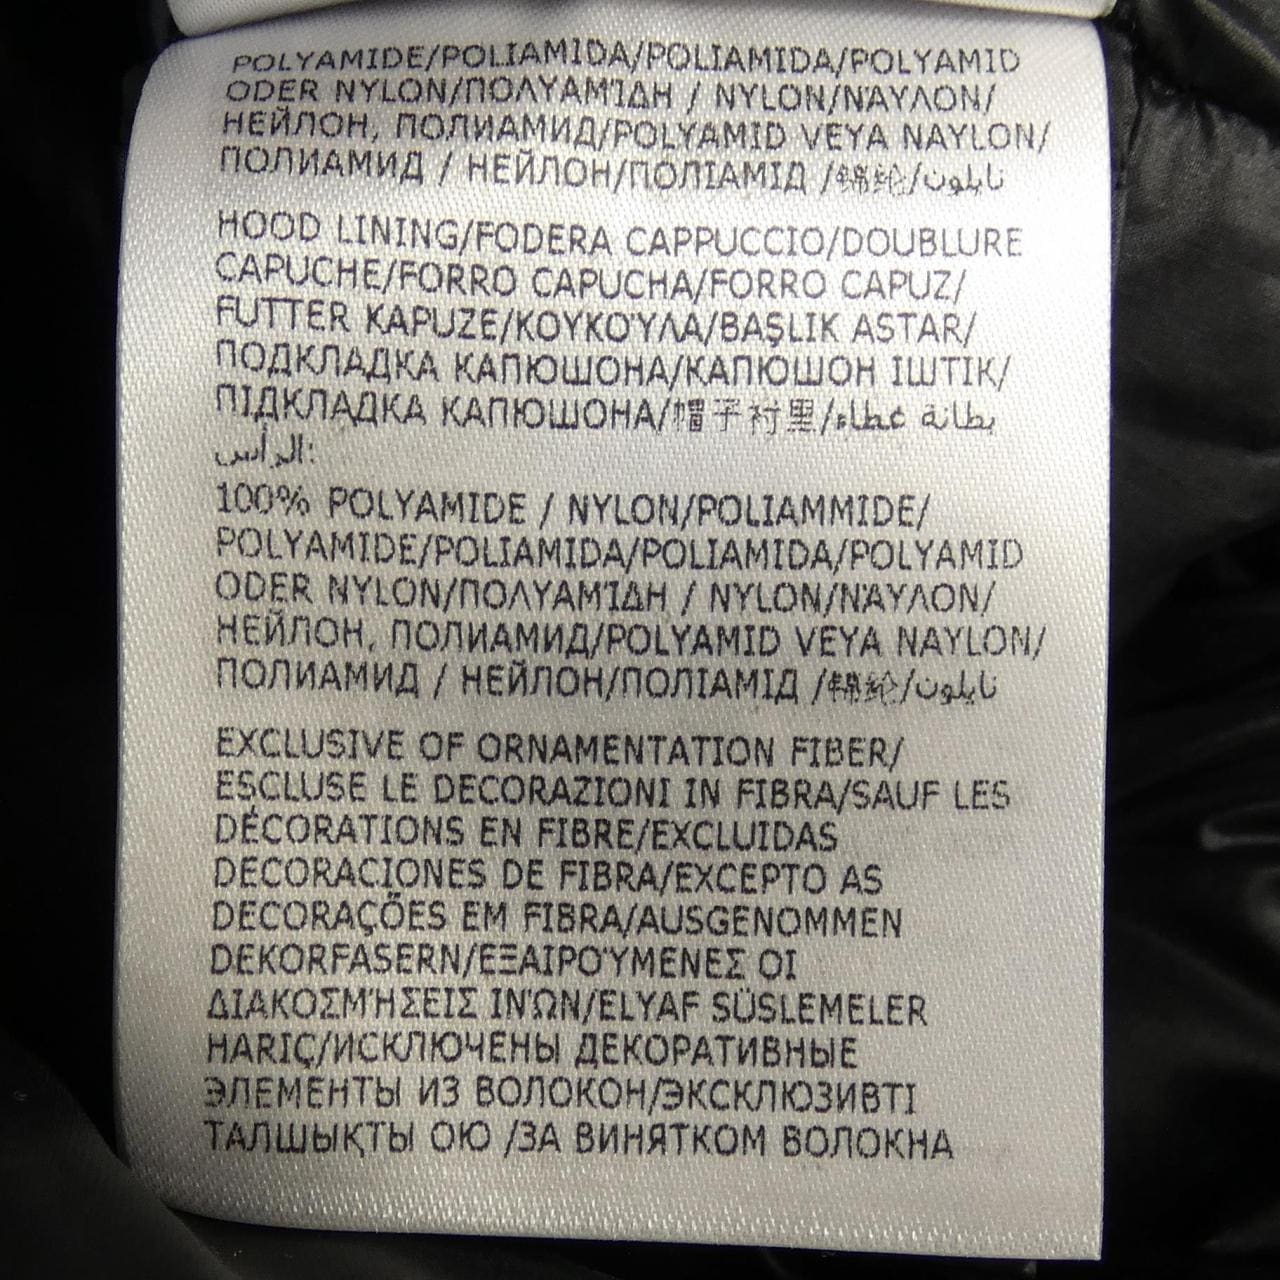 POLYAMIDE/POLIAMIDA/POLIAMIDA/POLYAMID
ODER NYLON/ΠΟΛΥΑΜΊΔΗ / NYLON/ΝΆΥΛΟΝ/
НЕЙЛОН, ПОЛИАМИД/POLYAMID VEYA NAYLON/
ПОЛИАМИД / НЕЙЛОН/ПОЛІАМІД /锦纶/نايلون
HOOD LINING/FODERA CAPPUCCIO/DOUBLURE
CAPUCHE/FORRO CAPUCHA/FORRO CAPUZ/
FUTTER KAPUZE/ΚΟΥΚΟΎΛΑ/BAŞLIK ASTAR/
ПОДКЛАДКА КАПЮШОНА/КАПЮШОН ІШТІК/
ПІДКЛАДКА КАПЮШОНА/帽子衬里/بطانة غطاء
الرأس:
100% POLYAMIDE / NYLON/POLIAMMIDE/
POLYAMIDE/POLIAMIDA/POLIAMIDA/POLYAMID
ODER NYLON/ΠΟΛΥΑΜΊΔΗ / NYLON/ΝΆΥΛΟΝ/
НЕЙЛОН, ПОЛИАМИД/POLYAMID VEYA NAYLON/
ПОЛИАМИД / НЕЙЛОН/ПОЛІАМІД /锦纶/نايلون
EXCLUSIVE OF ORNAMENTATION FIBER/
ESCLUSE LE DECORAZIONI IN FIBRA/SAUF LES
DÉCORATIONS EN FIBRE/EXCLUIDAS
DECORACIONES DE FIBRA/EXCEPTO AS
DECORAÇÕES EM FIBRA/AUSGENOMMEN
DEKORFASERN/ΕΞΑΙΡΟΎΜΕΝΕΣ ΟΙ
ΔΙΑΚΟΣΜΉΣΕΙΣ ΙΝΏΝ/ELYAF SÜSLEMELER
HARIÇ/ИСКЛЮЧЕНЫ ДЕКОРАТИВНЫЕ
ЭЛЕМЕНТЫ ИЗ ВОЛОКОН/ЭКСКЛЮЗИВТІ
ТАЛШЫҚТЫ ОЮ /ЗА ВИНЯТКОМ ВОЛОКНА